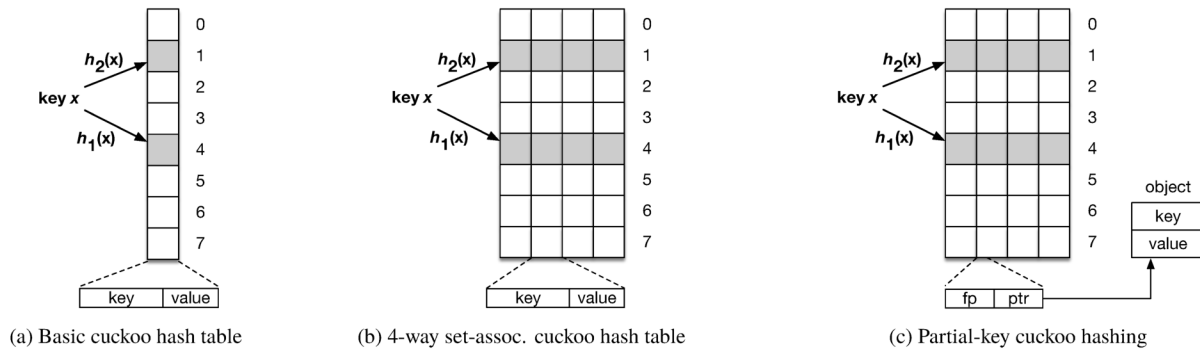 0
1
2
3
4
5
6
7
h2(x)
key x
h1(x)
key value
(a) Basic cuckoo hash table
0
1
2
3
4
5
6
7
h2(x)
key x
h1(x)
key value
(b) 4-way set-assoc. cuckoo hash table
0
1
2
3
4
5
6
7
h2(x)
key x
h1(x)
fp ptr
object
key
value
(c) Partial-key cuckoo hashing